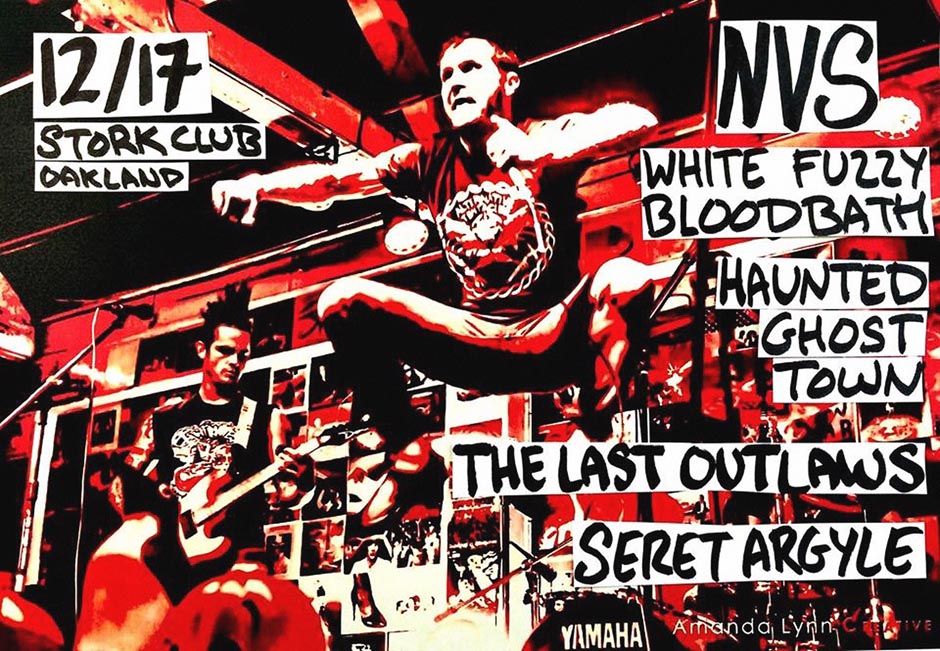 12/17
STORK CLUB
OAKLAND
NVS
WHITE FUZZY
BLOODBATH
HAUNTED
GHOST
TOWN
THE LAST OUTLAWS
SERET ARGYLE
YAMAHA
Amanda Lynn Creative